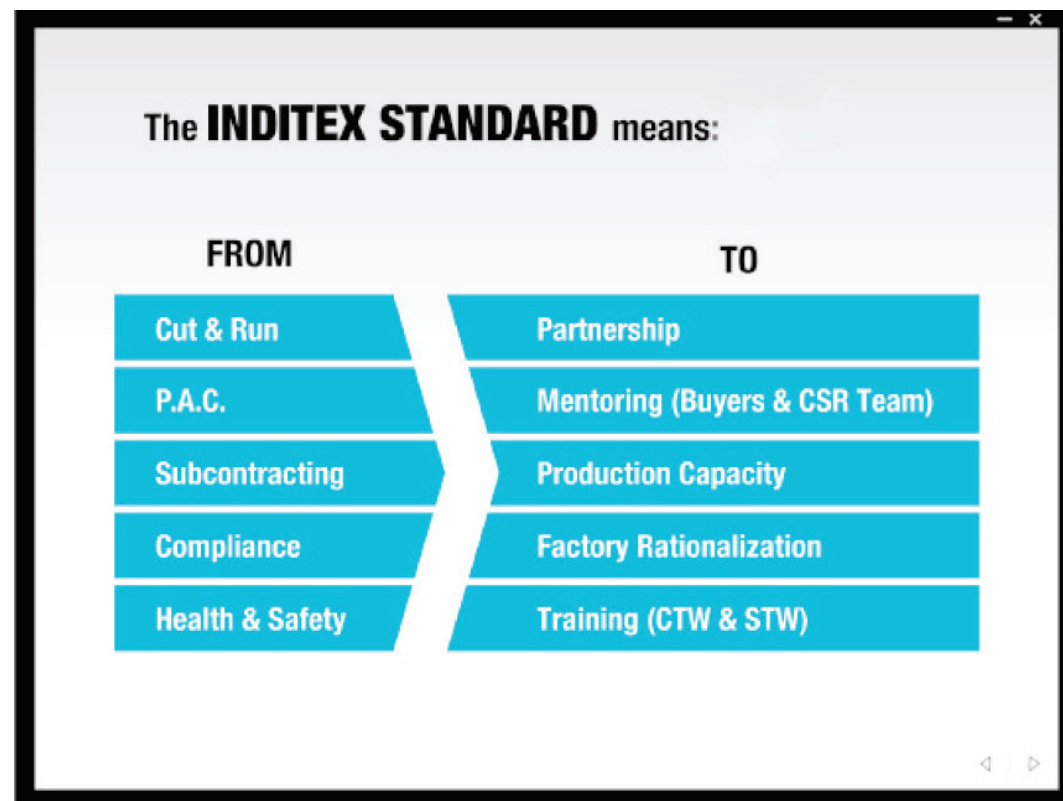 The INDITEX STANDARD means:
FROM
TO
Cut & Run
Partnership
P.A.C.
Mentoring (Buyers & CSR Team)
Subcontracting
Production Capacity
Compliance
Factory Rationalization
Health & Safety
Training (CTW & STW)